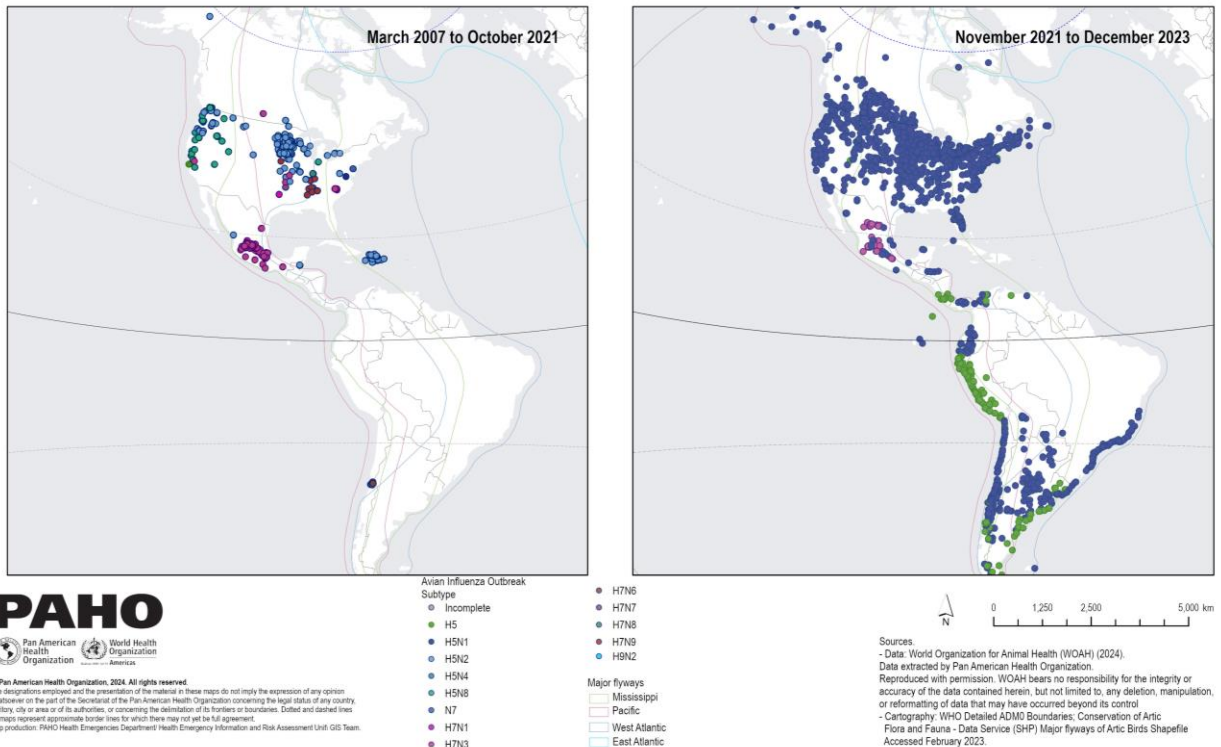 March 2007 to October 2021
November 2021 to December 2023
PAHO
Pan American
Health
Organization
World Health
Organization
Americas
Pan American Health Organization, 2024. All rights reserved.
designations employed and the presentation of the material in these maps do not imply the expression of any opinion
on the part of the Secretariat of the Pan American Health Organization concerning the legal status of any country,
city or area or of its authorities, or concerning the delimitation of its frontiers or boundaries. Dotted and dashed lines
maps represent approximate border lines for which there may not yet be full agreement.
production: PAHO Health Emergencies Department/ Health Emergency Information and Risk Assessment Unit\ GIS Team.
Avian Influenza Outbreak
Subtype
Incomplete
H5
H5N1
H5N2
H5N4
H5N8
N7
H7N1
H7N3
H7N6
H7N7
H7N8
H7N9
H9N2
Major flyways
Mississippi
Pacific
West Atlantic
East Atlantic
N
0 1,250 2,500 5,000 km
Sources.
- Data: World Organization for Animal Health (WOAH) (2024).
Data extracted by Pan American Health Organization.
Reproduced with permission. WOAH bears no responsibility for the integrity or
accuracy of the data contained herein, but not limited to, any deletion, manipulation,
or reformatting of data that may have occurred beyond its control
- Cartography: WHO Detailed ADM0 Boundaries; Conservation of Artic
Flora and Fauna - Data Service (SHP) Major flyways of Artic Birds Shapefile
Accessed February 2023.